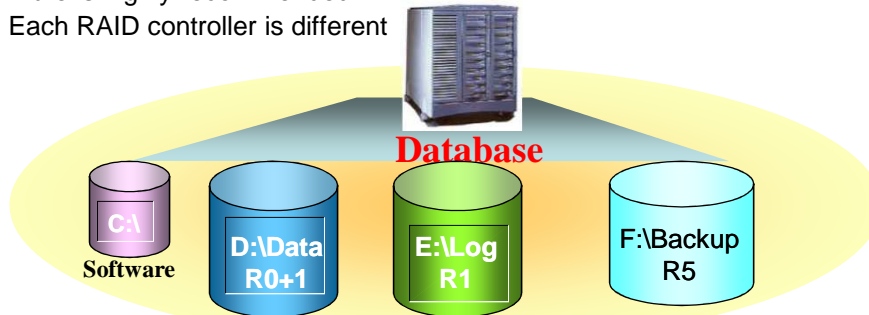 Each RAID controller is different
Database
C:\
Software
D:\Data
R0+1
E:\Log
R1
F:\Backup
R5